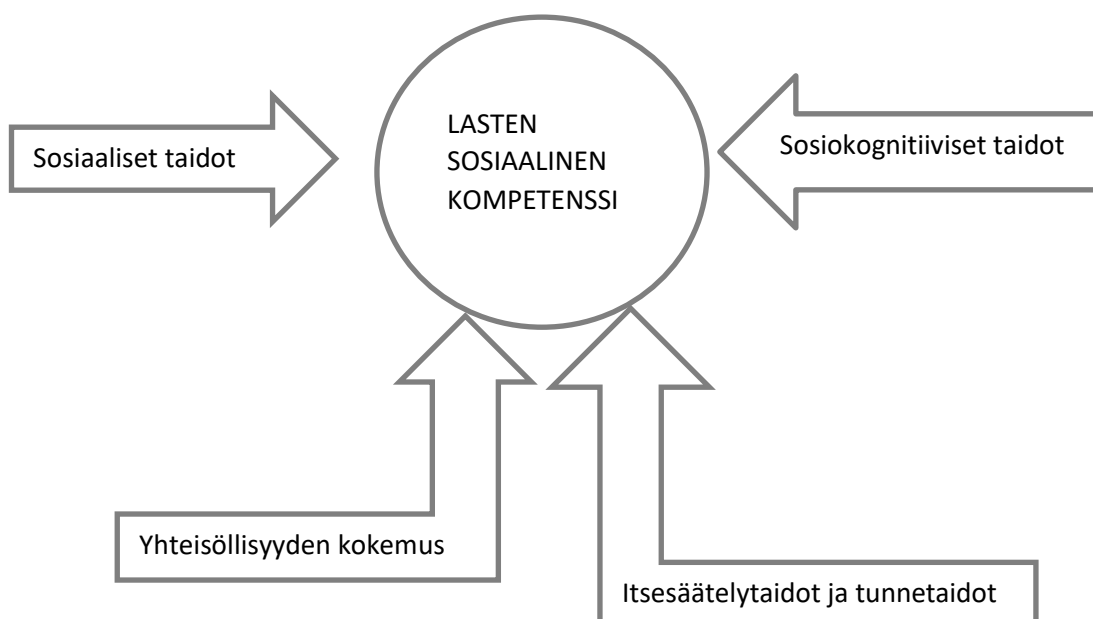 LASTEN
SOSIAALINEN
KOMPETENSSI
Sosiaaliset taidot
Sosiokognitiiviset taidot
Yhteisöllisyyden kokemus
Itsesäätelytaidot ja tunnetaidot